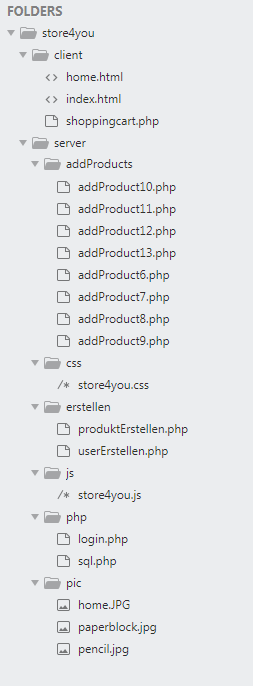 FOLDERS
store4you
client
home.html
index.html
shoppingcart.php
server
addProducts
addProduct10.php
addProduct11.php
addProduct12.php
addProduct13.php
addProduct6.php
addProduct7.php
addProduct8.php
addProduct9.php
css
/* store4you.css
erstellen
produktErstellen.php
userErstellen.php
js
/* store4you.js
php
login.php
sql.php
pic
home.JPG
paperblock.jpg
pencil.jpg